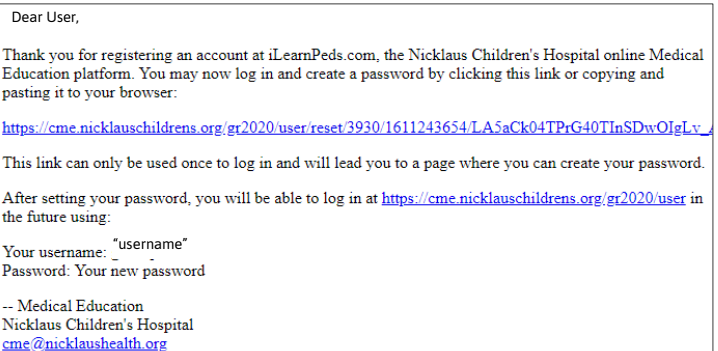 Dear User,
Thank you for registering an account at iLearnPeds.com, the Nicklaus Children's Hospital online Medical
Education platform. You may now log in and create a password by clicking this link or copying and
pasting it to your browser:
https://cme.nicklauschildrens.org/gr2020/user/reset/3930/1611243654/LA5aCk04TPrG40TInSDwOIgLv_
This link can only be used once to log in and will lead you to a page where you can create your password.
After setting your password, you will be able to log in at https://cme.nicklauschildrens.org/gr2020/user in
the future using:
Your username: “username”
Password: Your new password
-- Medical Education
Nicklaus Children's Hospital
cme@nicklaushealth.org